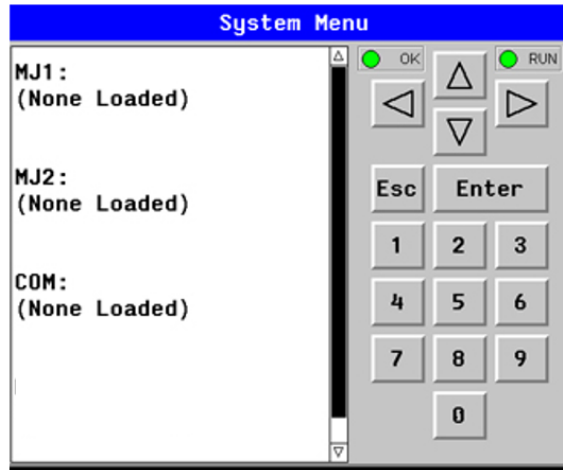 System Menu
MJ1:
(None Loaded)
MJ2:
(None Loaded)
COM:
(None Loaded)
OK
RUN
Esc
Enter
1 2 3
4 5 6
7 8 9
0